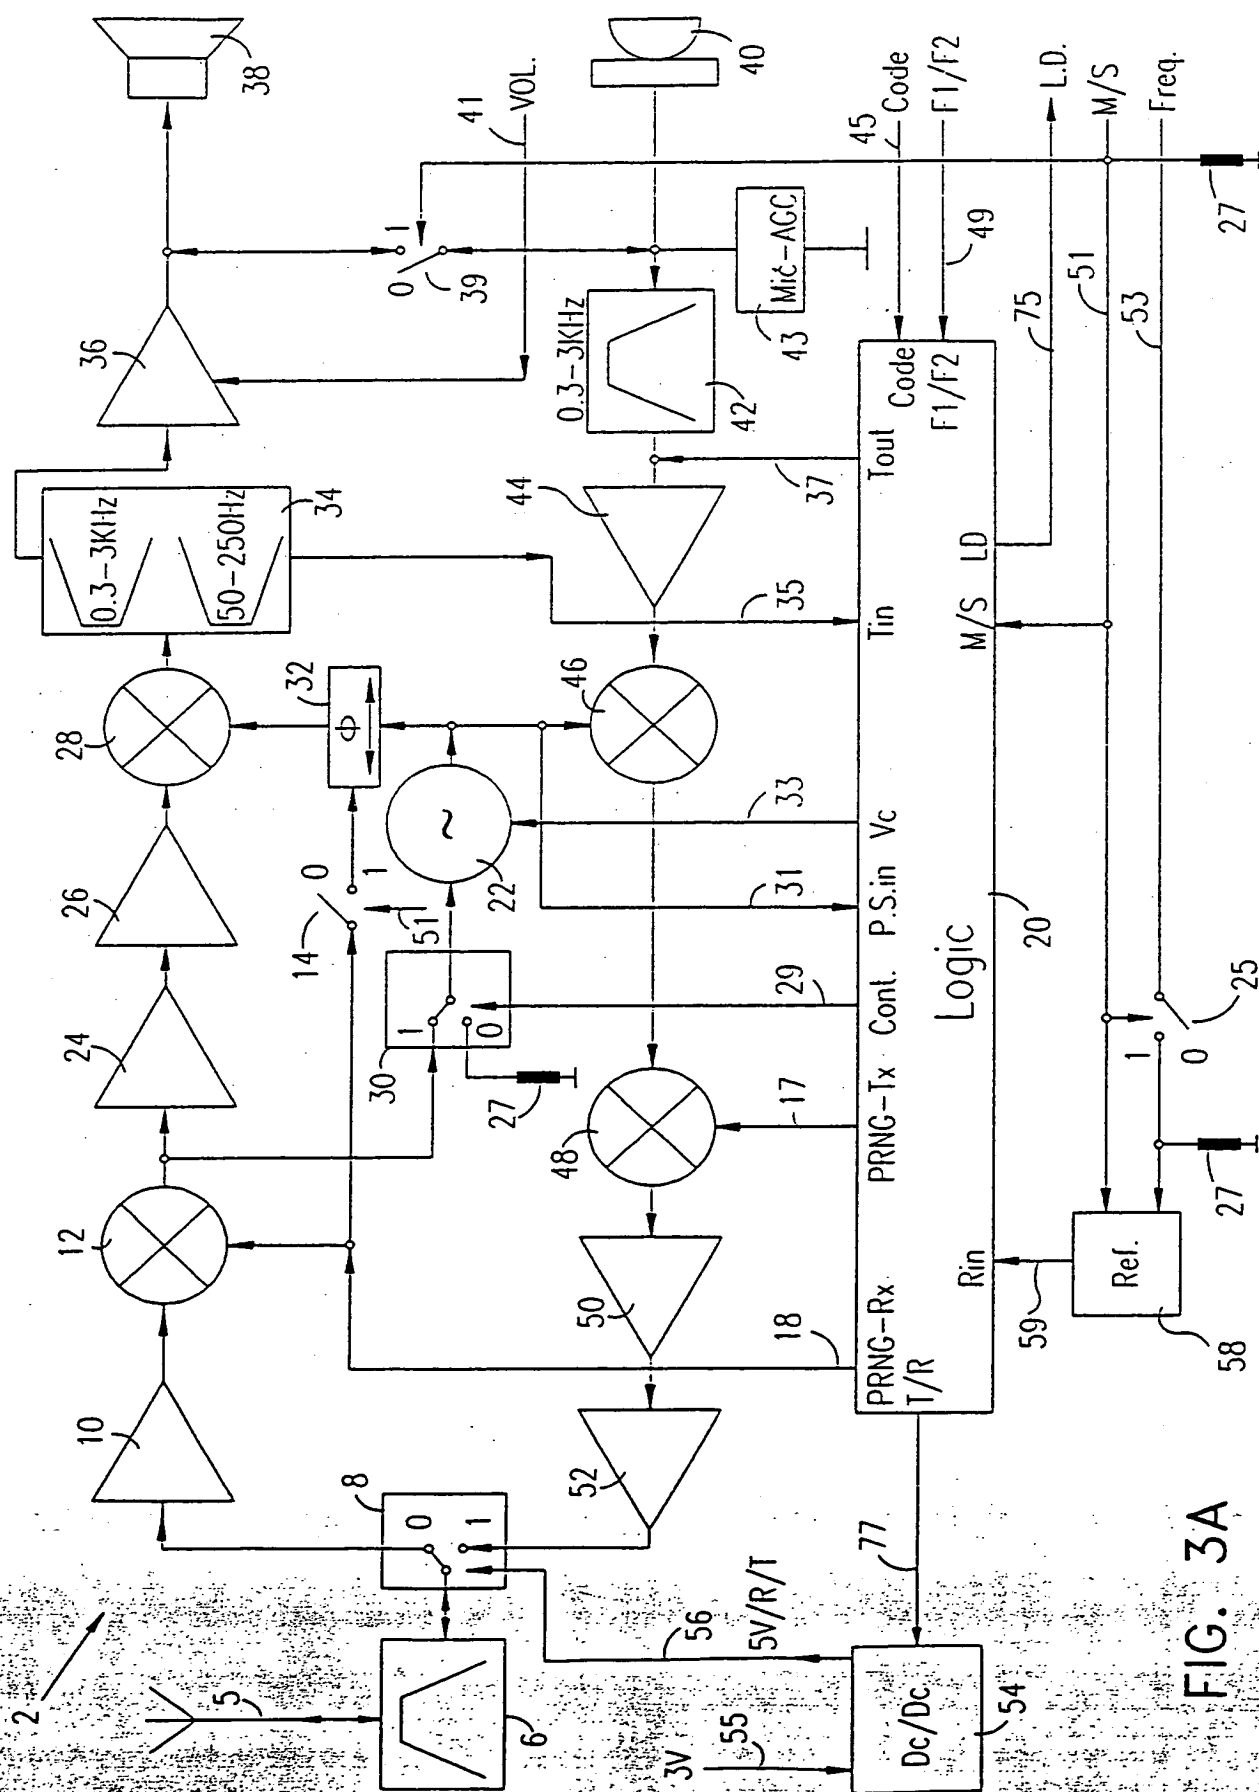 2
5
6
8
0
1
10
12
24
26
28
0.3-3KHz
50-250Hz
34
36
38
14
0
1
51
32
Φ
30
1
0
27
~
22
39
0
1
41
VOL.
40
52
50
48
46
44
0.3-3KHz
42
Mic-AGC
43
3V
55
56
5V/R/T
18
17
29
31
33
35
37
45
Code
F1/F2
49
Dc/Dc
54
77
PRNG-Rx
T/R
PRNG-Tx
Cont.
P.S.in
Vc
Tin
Tout
Code
F1/F2
Rin
Logic
20
M/S
LD
75
L.D.
51
M/S
53
Freq.
59
Ref.
58
27
1
0
25
27
FIG. 3A